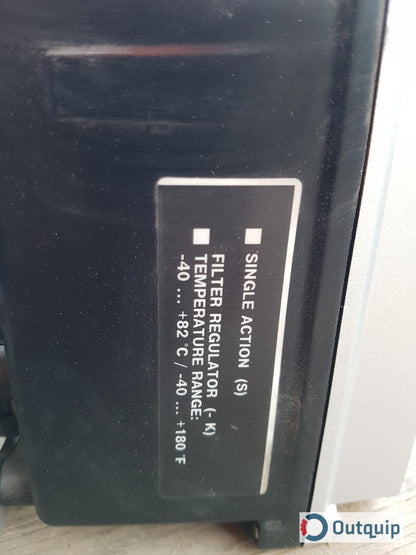 SINGLE ACTION (S)
FILTER REGULATOR (- K)
TEMPERATURE RANGE:
-40 ... +82 °C / -40 ... +180 °F
Outquip